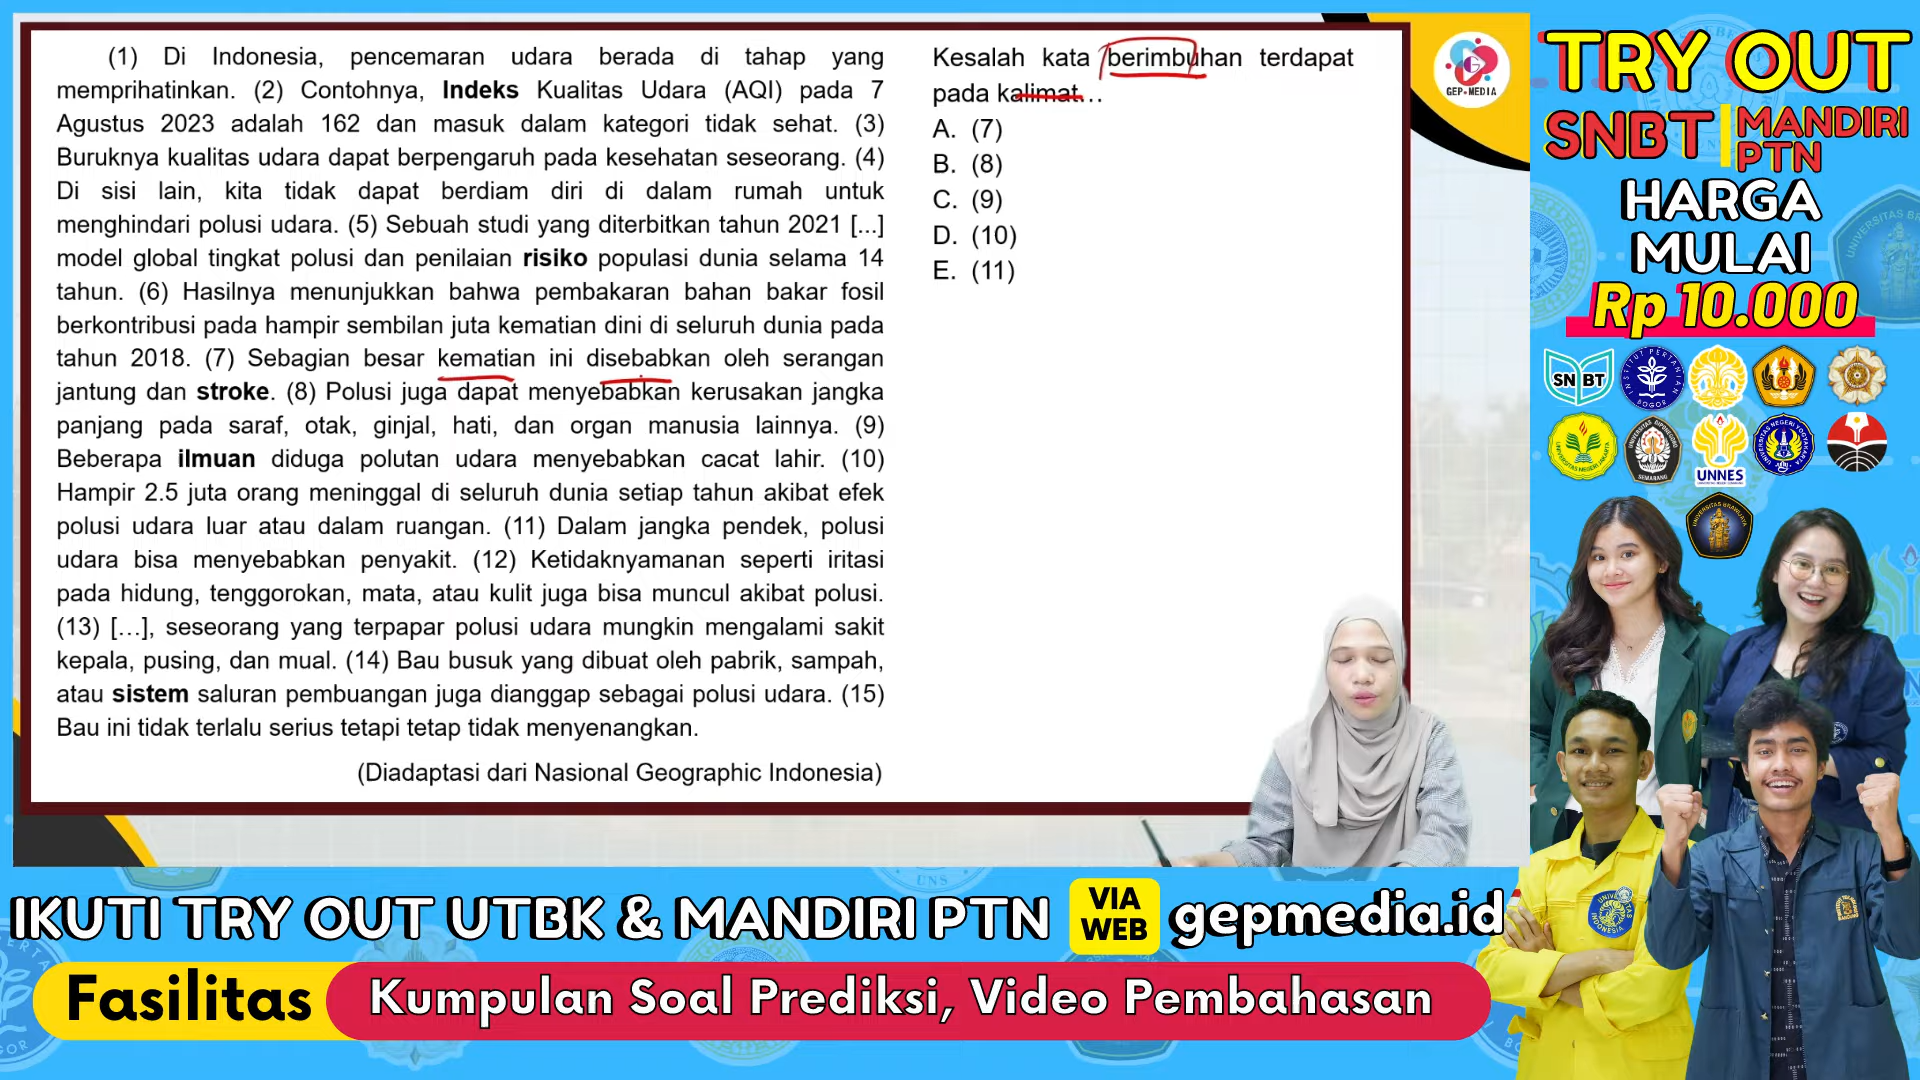 (1) Di Indonesia, pencemaran udara berada di tahap yang
memprihatinkan. (2) Contohnya, Indeks Kualitas Udara (AQI) pada 7
Agustus 2023 adalah 162 dan masuk dalam kategori tidak sehat. (3)
Buruknya kualitas udara dapat berpengaruh pada kesehatan seseorang. (4)
Di sisi lain, kita tidak dapat berdiam diri di dalam rumah untuk
menghindari polusi udara. (5) Sebuah studi yang diterbitkan tahun 2021 [...]
model global tingkat polusi dan penilaian risiko populasi dunia selama 14
tahun. (6) Hasilnya menunjukkan bahwa pembakaran bahan bakar fosil
berkontribusi pada hampir sembilan juta kematian dini di seluruh dunia pada
tahun 2018. (7) Sebagian besar kematian ini disebabkan oleh serangan
jantung dan stroke. (8) Polusi juga dapat menyebabkan kerusakan jangka
panjang pada saraf, otak, ginjal, hati, dan organ manusia lainnya. (9)
Beberapa ilmuan diduga polutan udara menyebabkan cacat lahir. (10)
Hampir 2.5 juta orang meninggal di seluruh dunia setiap tahun akibat efek
polusi udara luar atau dalam ruangan. (11) Dalam jangka pendek, polusi
udara bisa menyebabkan penyakit. (12) Ketidaknyamanan seperti iritasi
pada hidung, tenggorokan, mata, atau kulit juga bisa muncul akibat polusi.
(13) [...], seseorang yang terpapar polusi udara mungkin mengalami sakit
kepala, pusing, dan mual. (14) Bau busuk yang dibuat oleh pabrik, sampah,
atau sistem saluran pembuangan juga dianggap sebagai polusi udara. (15)
Bau ini tidak terlalu serius tetapi tetap tidak menyenangkan.
(Diadaptasi dari Nasional Geographic Indonesia)
Kesalah kata berimbuhan terdapat
pada kalimat...
A. (7)
B. (8)
C. (9)
D. (10)
E. (11)
GEP-MEDIA
TRY OUT
SNBT | MANDIRI
PTN
HARGA
MULAI
Rp 10.000
SNBT
INSTITUT PERTANIAN
BOGOR
UNNES
IKUTI TRY OUT UTBK & MANDIRI PTN
VIA
WEB
gepmedia.id
Fasilitas
Kumpulan Soal Prediksi, Video Pembahasan